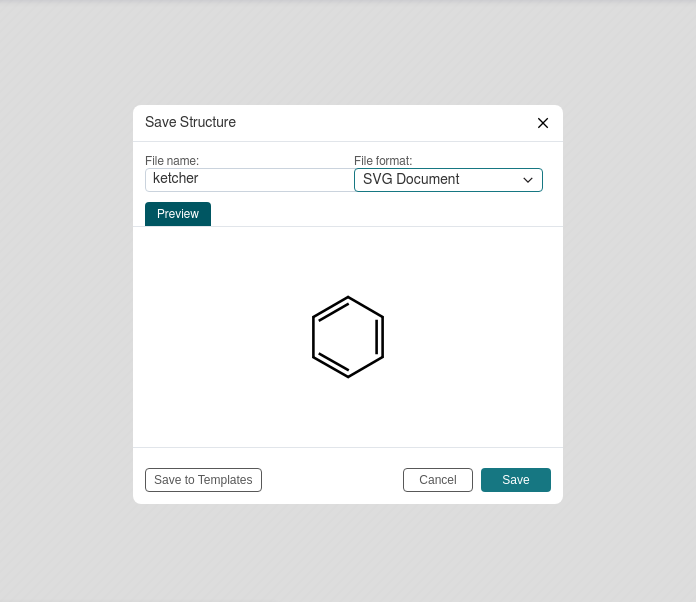 Save Structure
File name:
File format:
ketcher
SVG Document
Preview
Save to Templates
Cancel
Save